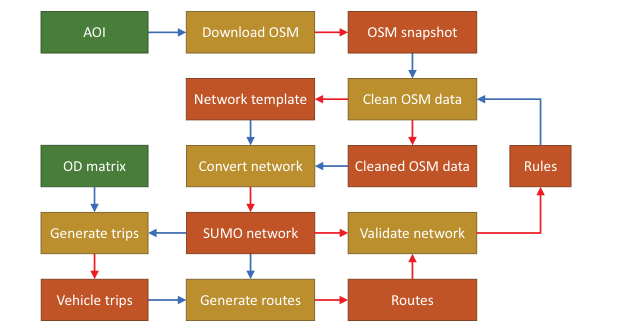 AOI
Download OSM
OSM snapshot
Network template
Clean OSM data
OD matrix
Convert network
Cleaned OSM data
Rules
Generate trips
SUMO network
Validate network
Vehicle trips
Generate routes
Routes